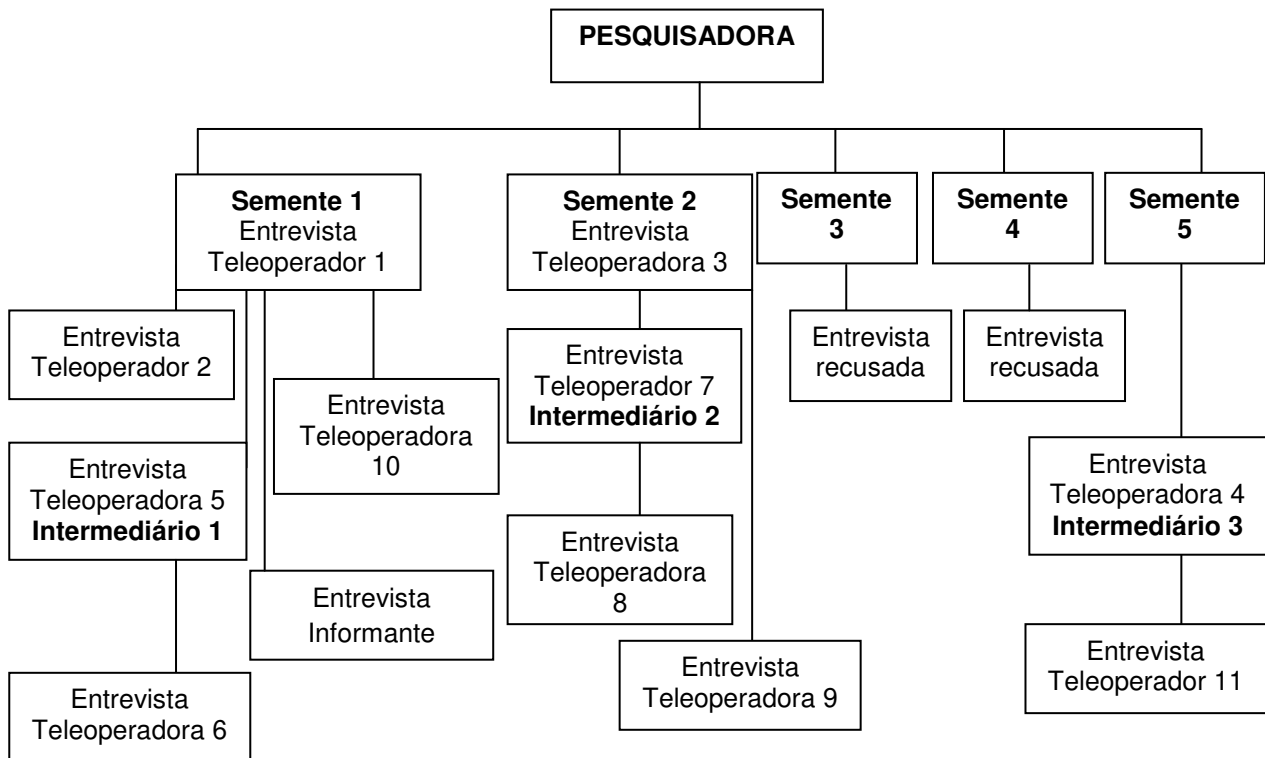 PESQUISADORA
Semente 1
Entrevista
Teleoperador 1
Semente 2
Entrevista
Teleoperadora 3
Semente
3
Semente
4
Semente
5
Entrevista
Teleoperador 2
Entrevista
Teleoperadora
10
Entrevista
Teleoperador 7
Intermediário 2
Entrevista
recusada
Entrevista
recusada
Entrevista
Teleoperadora 5
Intermediário 1
Entrevista
Teleoperadora 4
Intermediário 3
Entrevista
Informante
Entrevista
Teleoperadora
8
Entrevista
Teleoperadora 6
Entrevista
Teleoperadora 9
Entrevista
Teleoperador 11